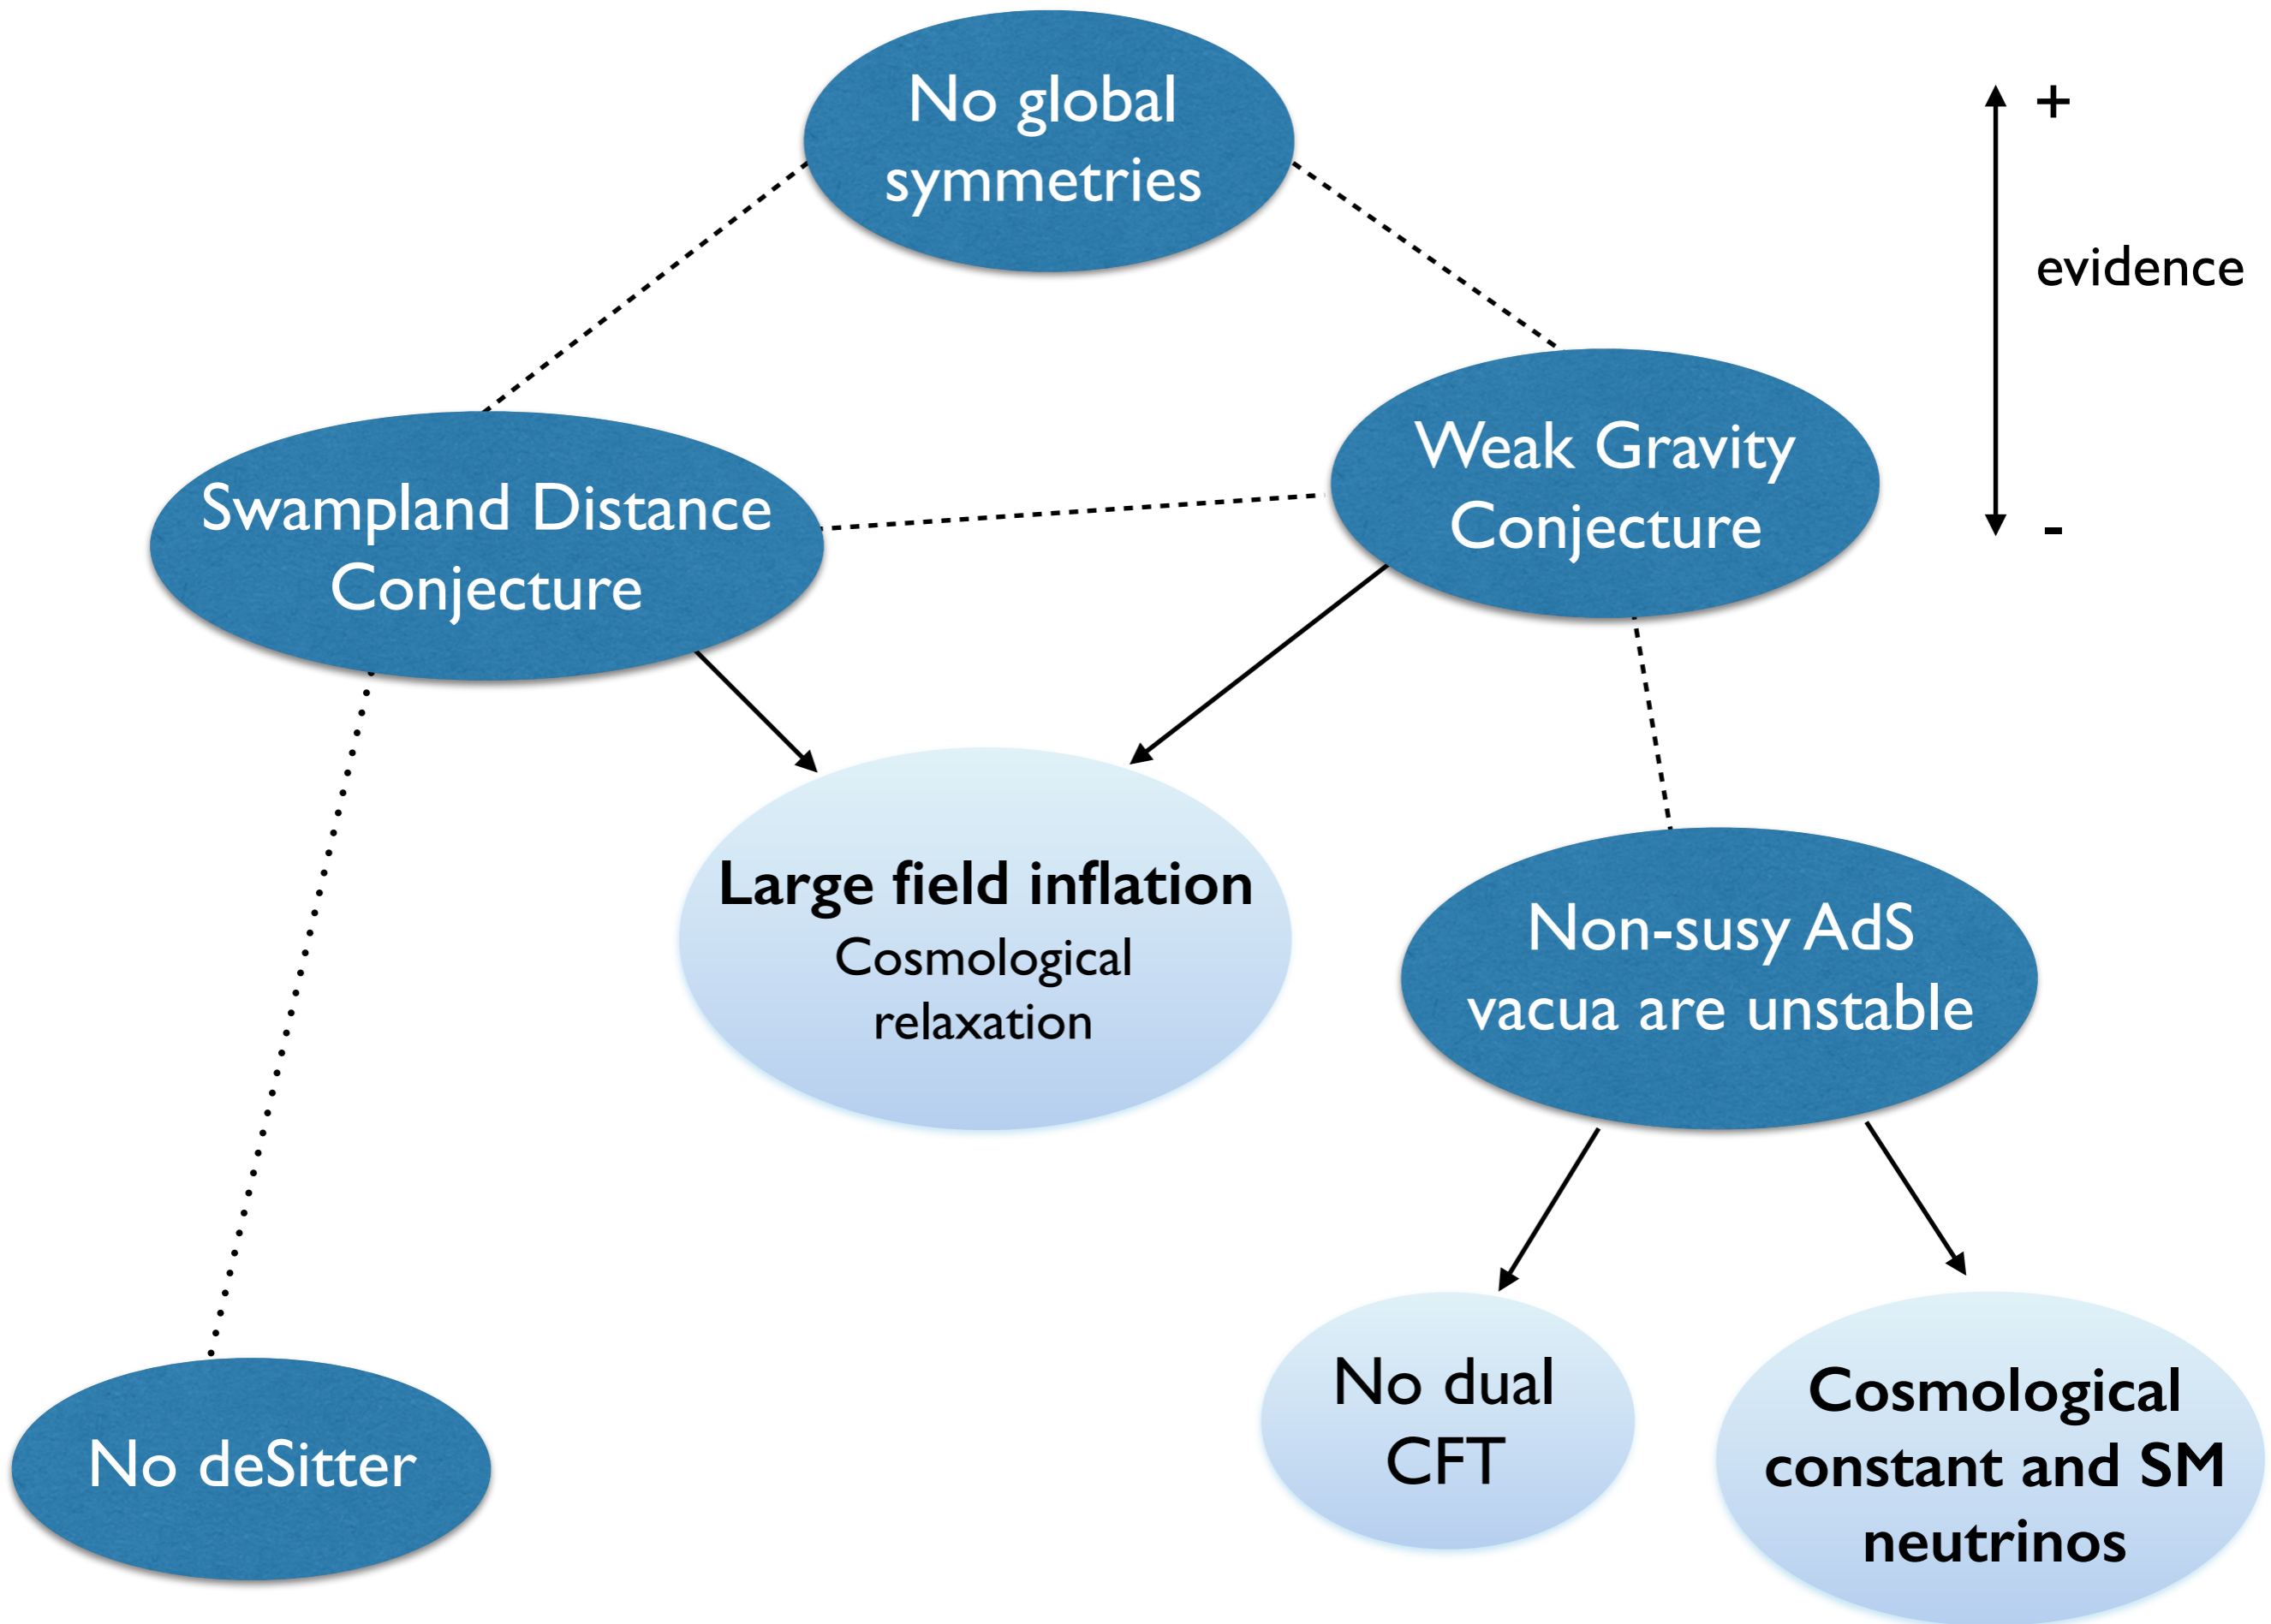 No global
symmetries
+
evidence
-
Weak Gravity
Conjecture
Swampland Distance
Conjecture
Large field inflation
Cosmological
relaxation
Non-susy AdS
vacua are unstable
No deSitter
No dual
CFT
Cosmological
constant and SM
neutrinos